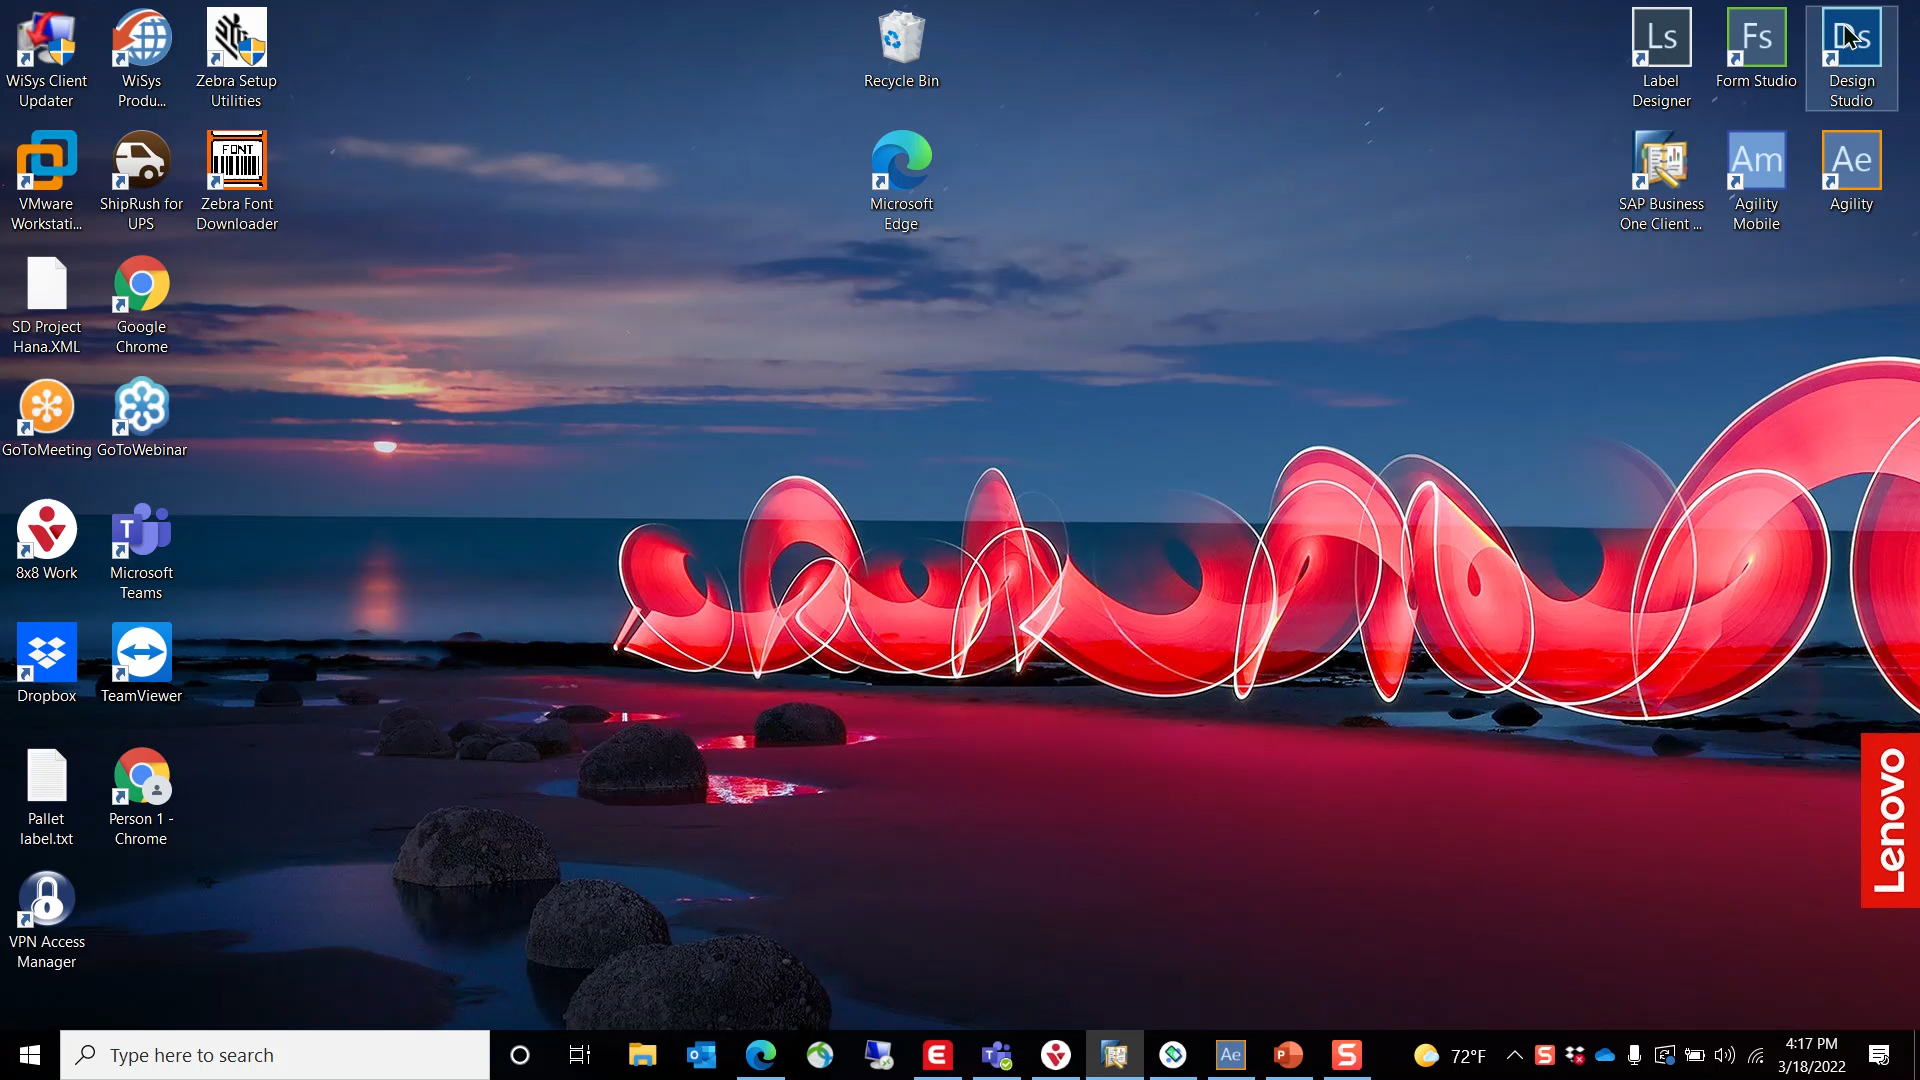 WiSys Client
Updater
WiSys
Produ...
Zebra Setup
Utilities
Recycle Bin
Ls
Label
Designer
Fs
Form Studio
Ds
Design
Studio
VMware
Workstati...
ShipRush for
UPS
FONT
Zebra Font
Downloader
Microsoft
Edge
SAP Business
One Client ...
Am
Agility
Mobile
Ae
Agility
SD Project
Hana.XML
Google
Chrome
GoToMeeting
GoToWebinar
8x8 Work
T
Microsoft
Teams
Dropbox
TeamViewer
Pallet
label.txt
Person 1 -
Chrome
Lenovo
VPN Access
Manager
Type here to search
E
T
Ae
P
S
72°F
S
4:17 PM
3/18/2022